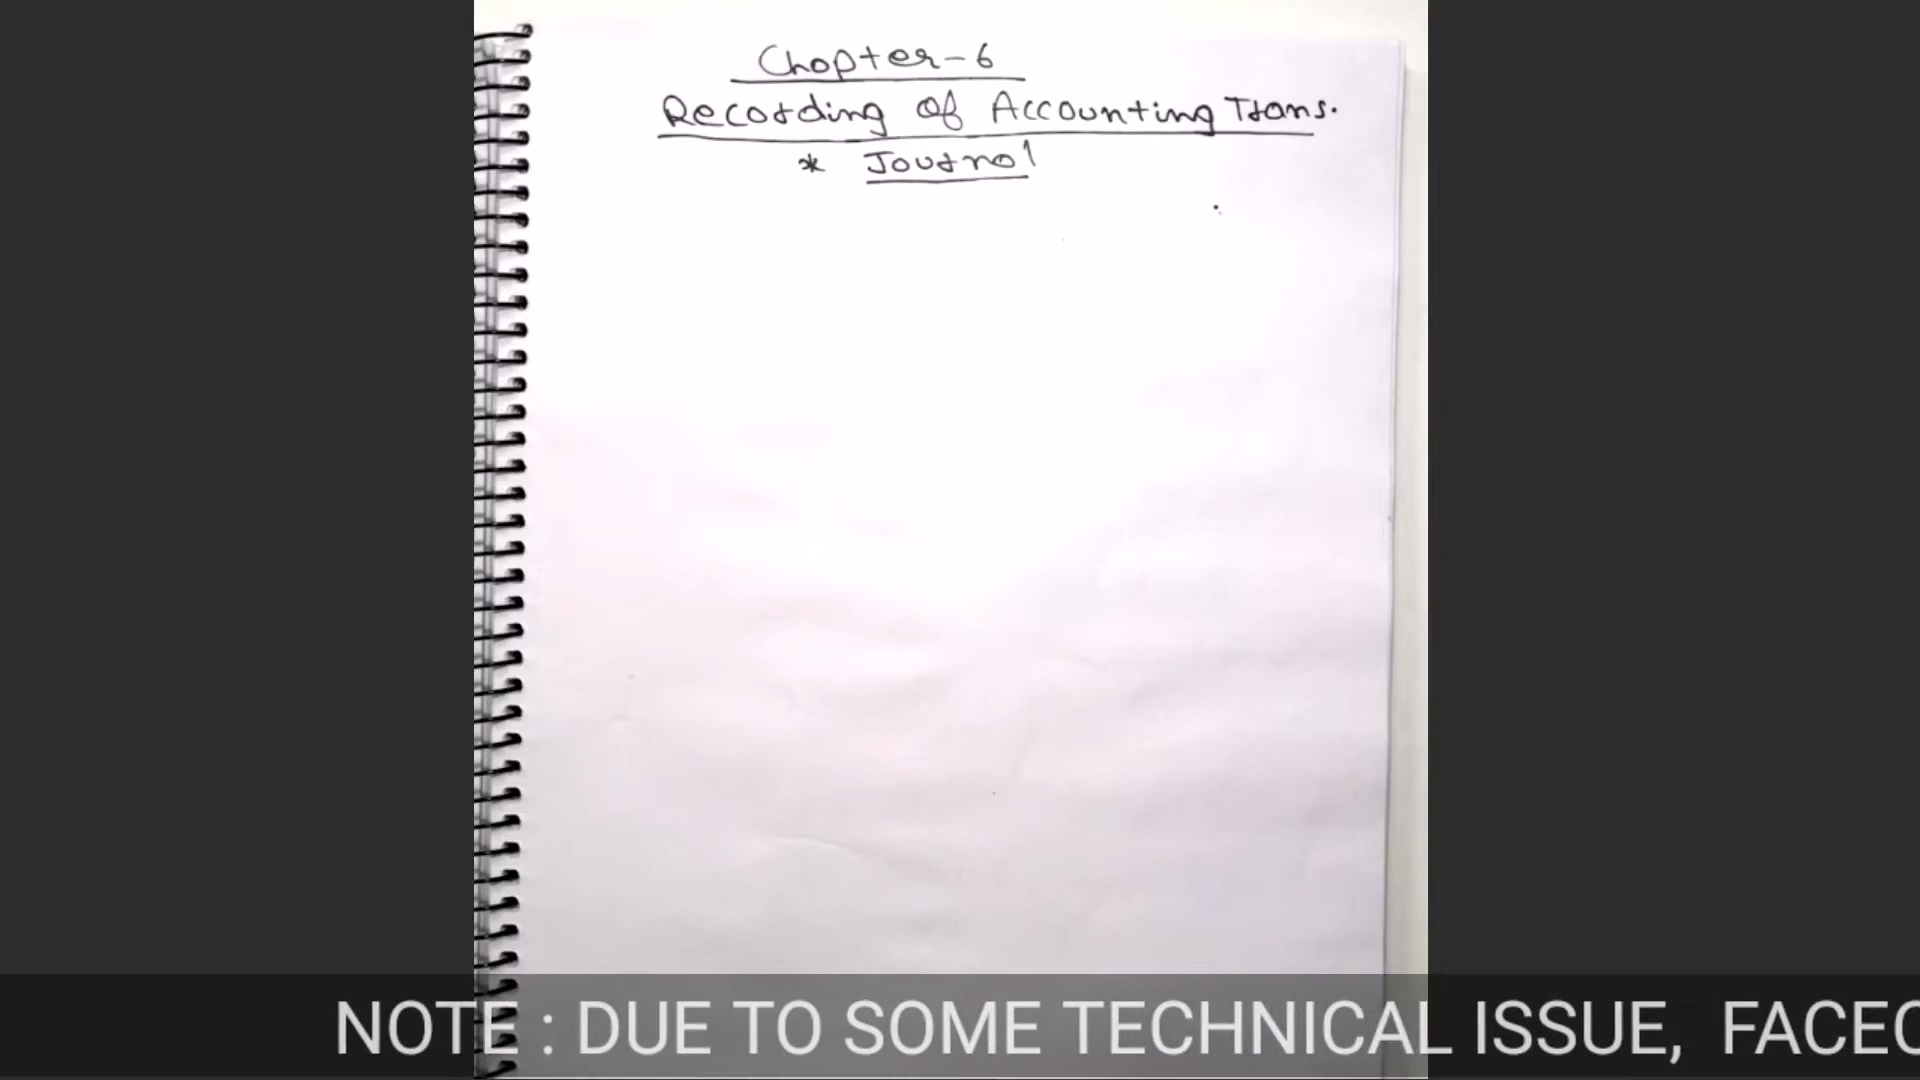 Chapter-6
Recording of Accounting Trans.
* Journal
NOTE : DUE TO SOME TECHNICAL ISSUE, FACEC